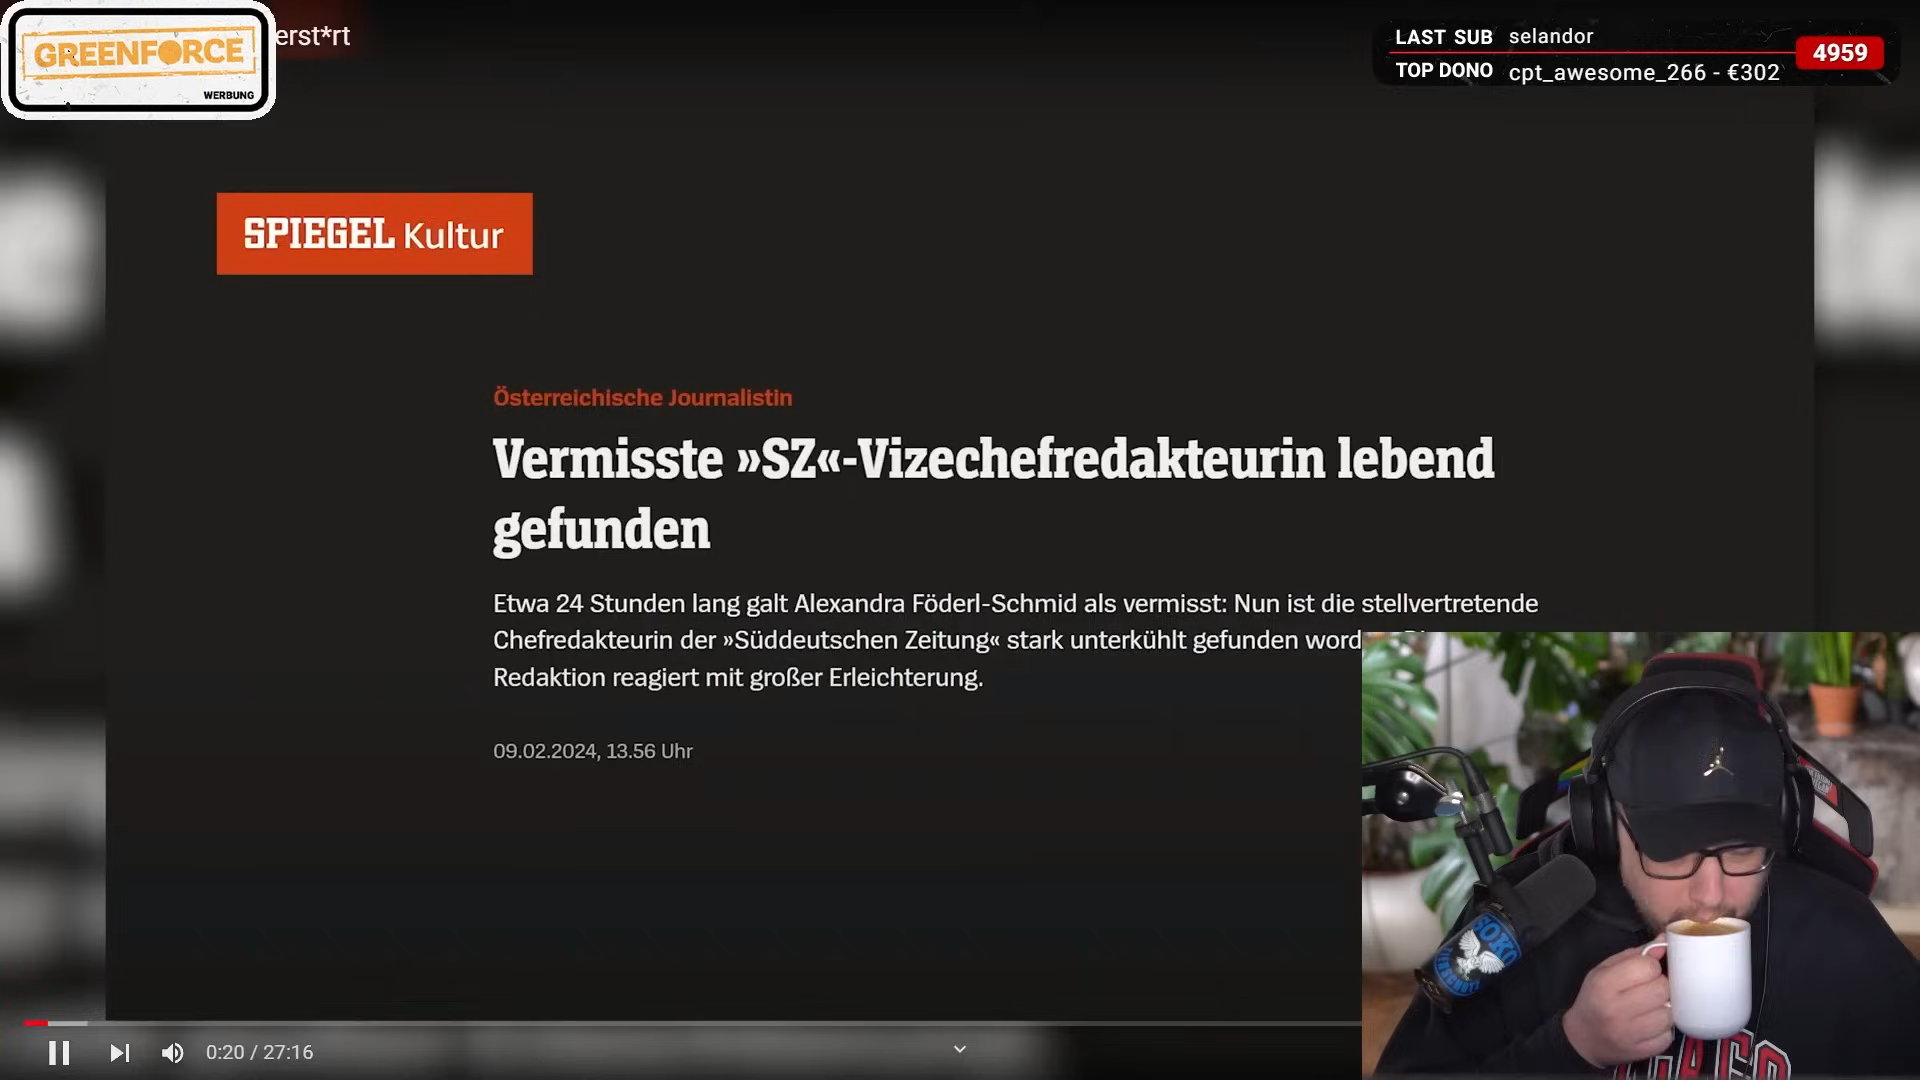 GREENFORCE
WERBUNG
erst*rt
LAST SUB selandor
TOP DONO cpt_awesome_266 - €302
4959
SPIEGEL Kultur
Österreichische Journalistin
Vermisste »SZ«-Vizechefredakteurin lebend
gefunden
Etwa 24 Stunden lang galt Alexandra Föderl-Schmid als vermisst: Nun ist die stellvertretende
Chefredakteurin der »Süddeutschen Zeitung« stark unterkühlt gefunden
Redaktion reagiert mit großer Erleichterung.
09.02.2024, 13.56 Uhr
SOKO
TIERSCHUTZ
0:20 / 27:16